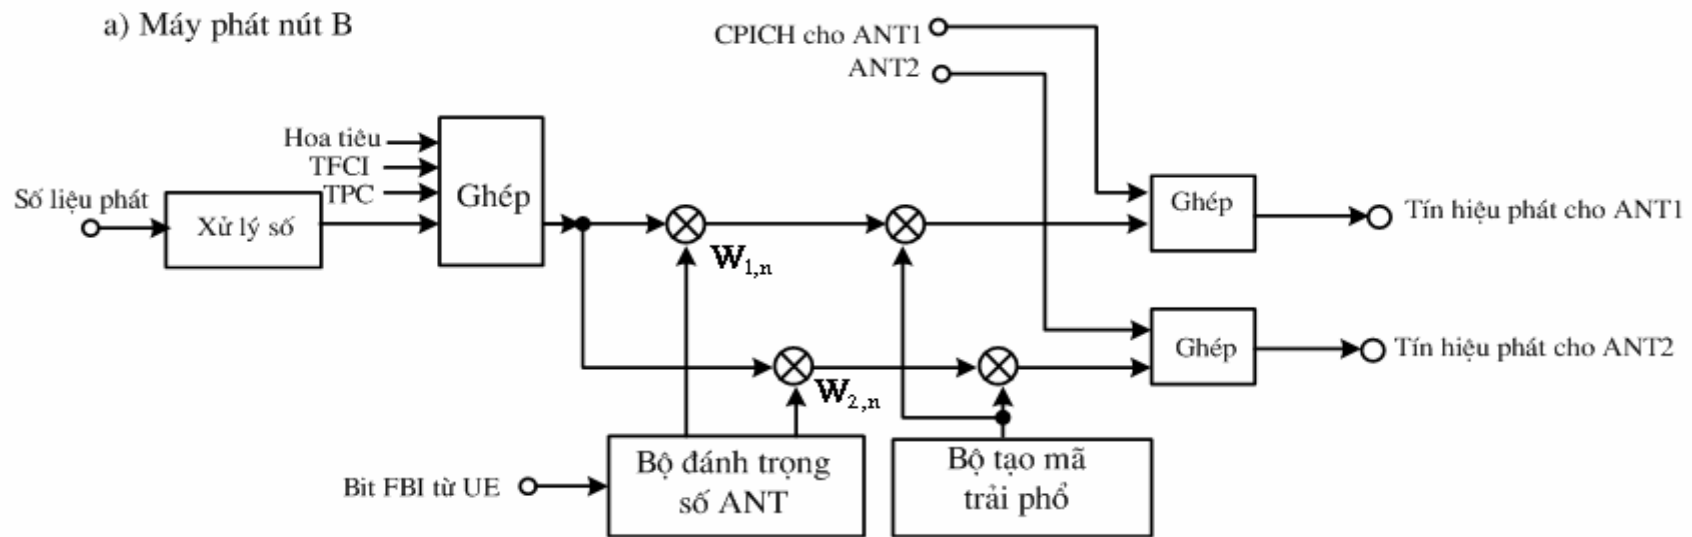 a) Máy phát nút B
CPICH cho ANT1
ANT2
Hoa tiêu
TFCI
TPC
Số liệu phát
Xử lý số
Ghép
W1,n
W2,n
Ghép
Tín hiệu phát cho ANT1
Ghép
Tín hiệu phát cho ANT2
Bit FBI từ UE
Bộ đánh trọng
số ANT
Bộ tạo mã
trải phổ